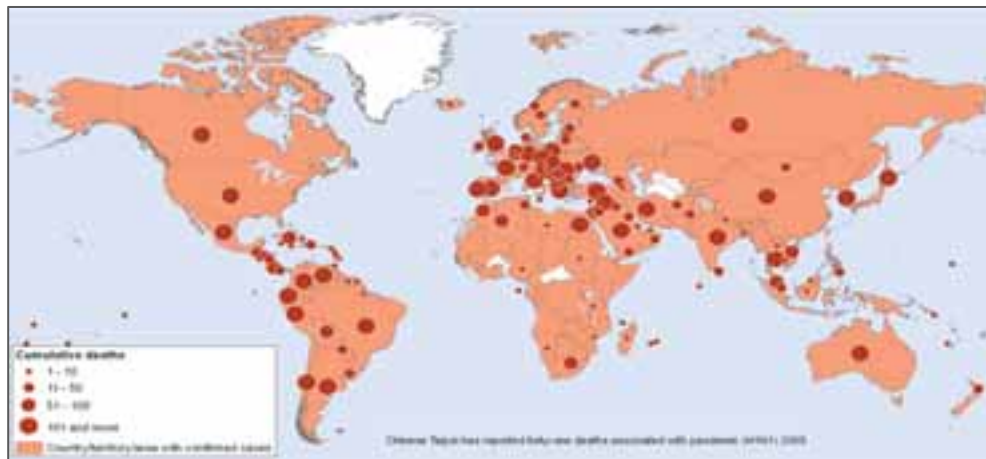 Cumulative deaths
1 - 10
11 - 50
51 - 100
101 and more
Country/territory/area with confirmed cases
Chinese Taipei has reported forty-one deaths associated with pandemic (H1N1) 2009